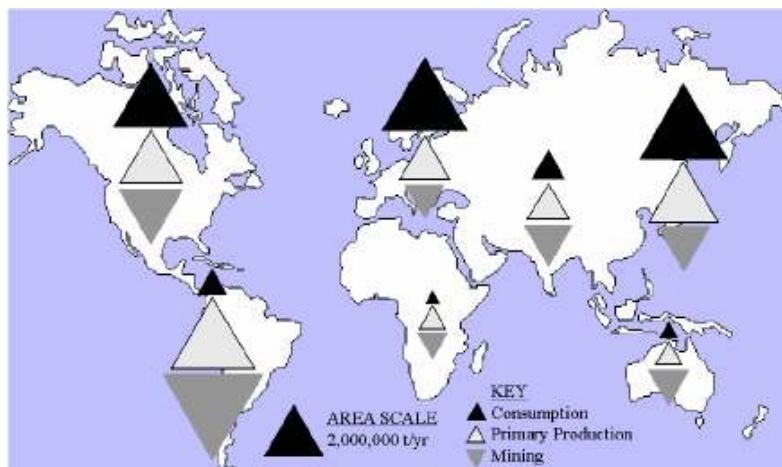 AREA SCALE
2,000,000 t/yr
KEY
Consumption
Primary Production
Mining